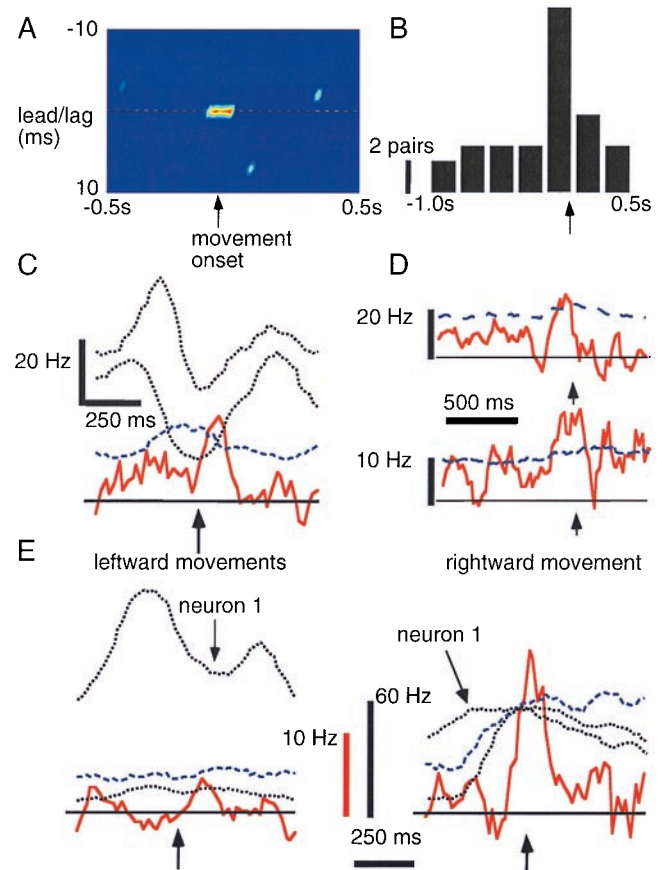 A
-10
lead/lag
(ms)
10
-0.5s
0.5s
movement
onset
B
2 pairs
-1.0s
0.5s
C
20 Hz
250 ms
D
20 Hz
500 ms
10 Hz
leftward movements
rightward movement
E
neuron 1
neuron 1
10 Hz
60 Hz
250 ms